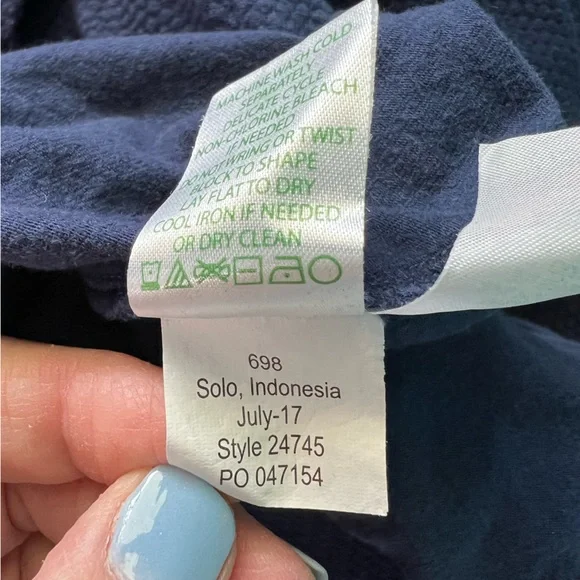 MACHINE WASH COLD
SEPARATELY
DELICATE CYCLE
NON-CHLORINE BLEACH
IF NEEDED
DO NOT WRING OR TWIST
BLOCK TO SHAPE
LAY FLAT TO DRY
COOL IRON IF NEEDED
OR DRY CLEAN
698
Solo, Indonesia
July-17
Style 24745
PO 047154